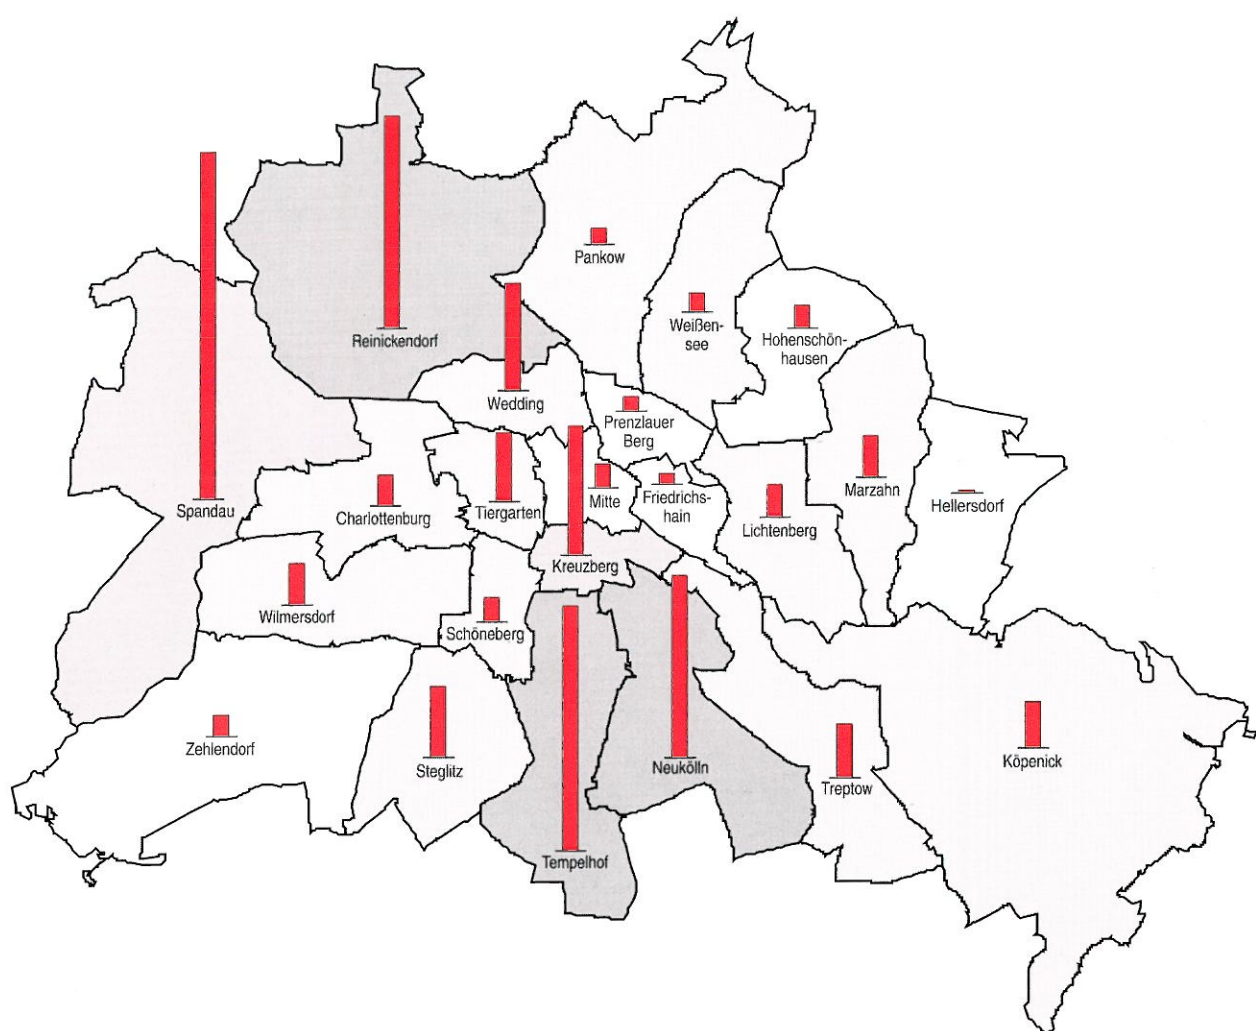 Pankow
Weißen-
see
Hohenschön-
hausen
Reinickendorf
Wedding
Prenzlauer
Berg
Spandau
Charlottenburg
Tiergarten
Mitte
Friedrichs-
hain
Lichtenberg
Marzahn
Hellersdorf
Kreuzberg
Wilmersdorf
Schöneberg
Zehlendorf
Steglitz
Tempelhof
Neukölln
Treptow
Köpenick